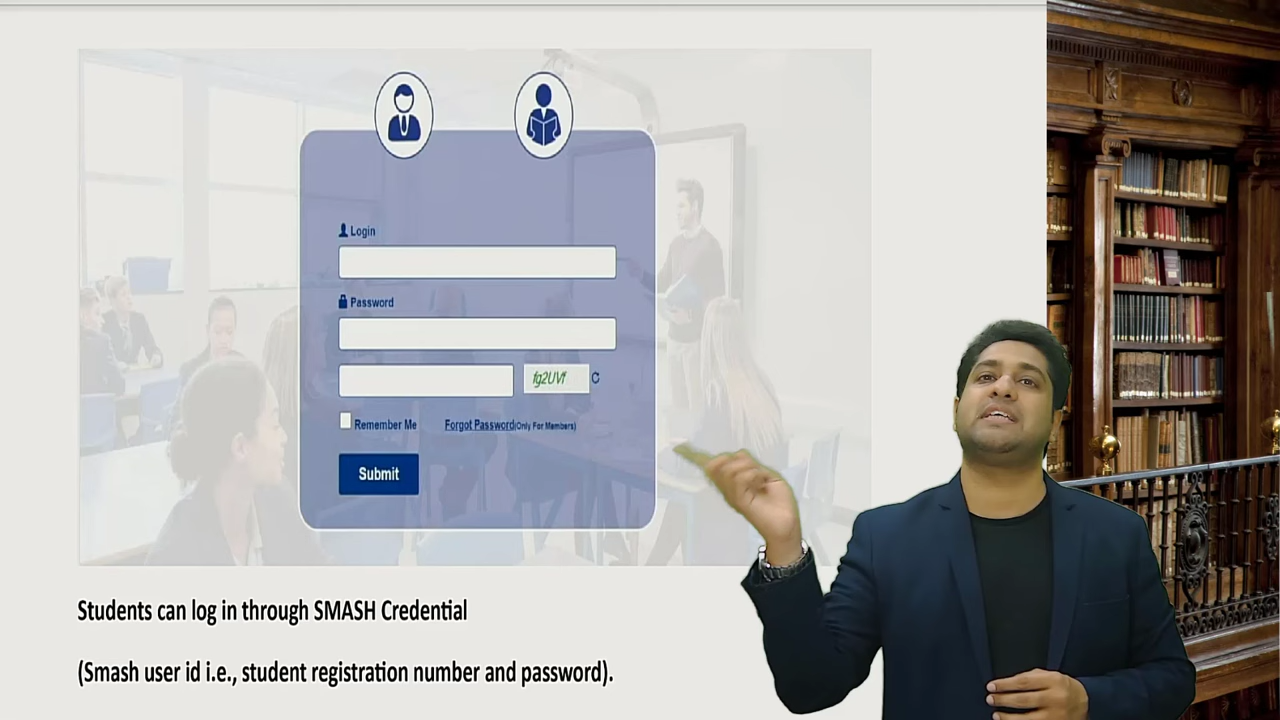 Login
Password
fg2UVf
Remember Me
Forgot Password(Only For Members)
Submit
Students can log in through SMASH Credential
(Smash user id i.e., student registration number and password).